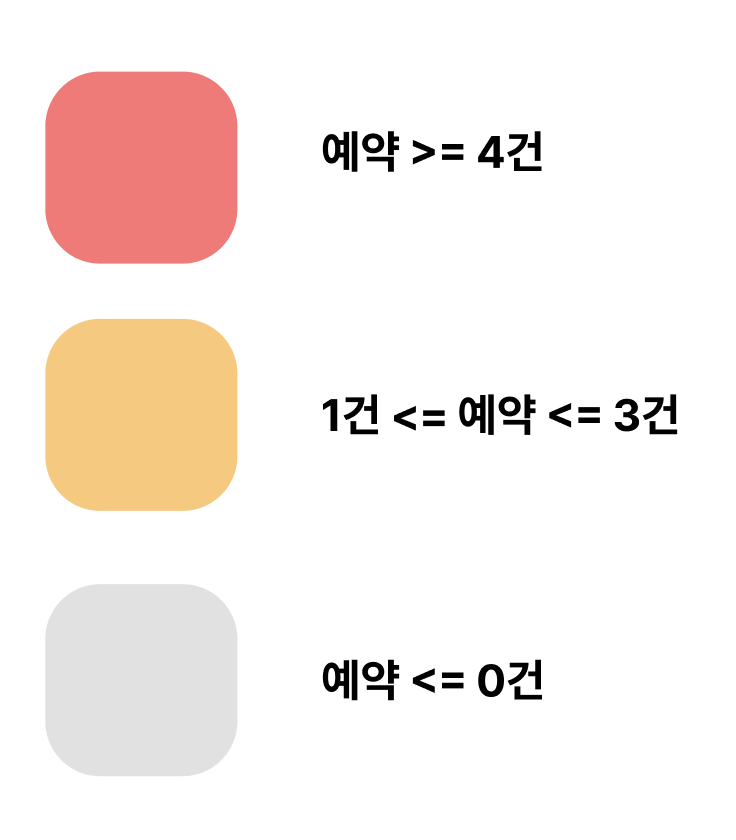 예약 >= 4건
1건 <= 예약 <= 3건
예약 <= 0건